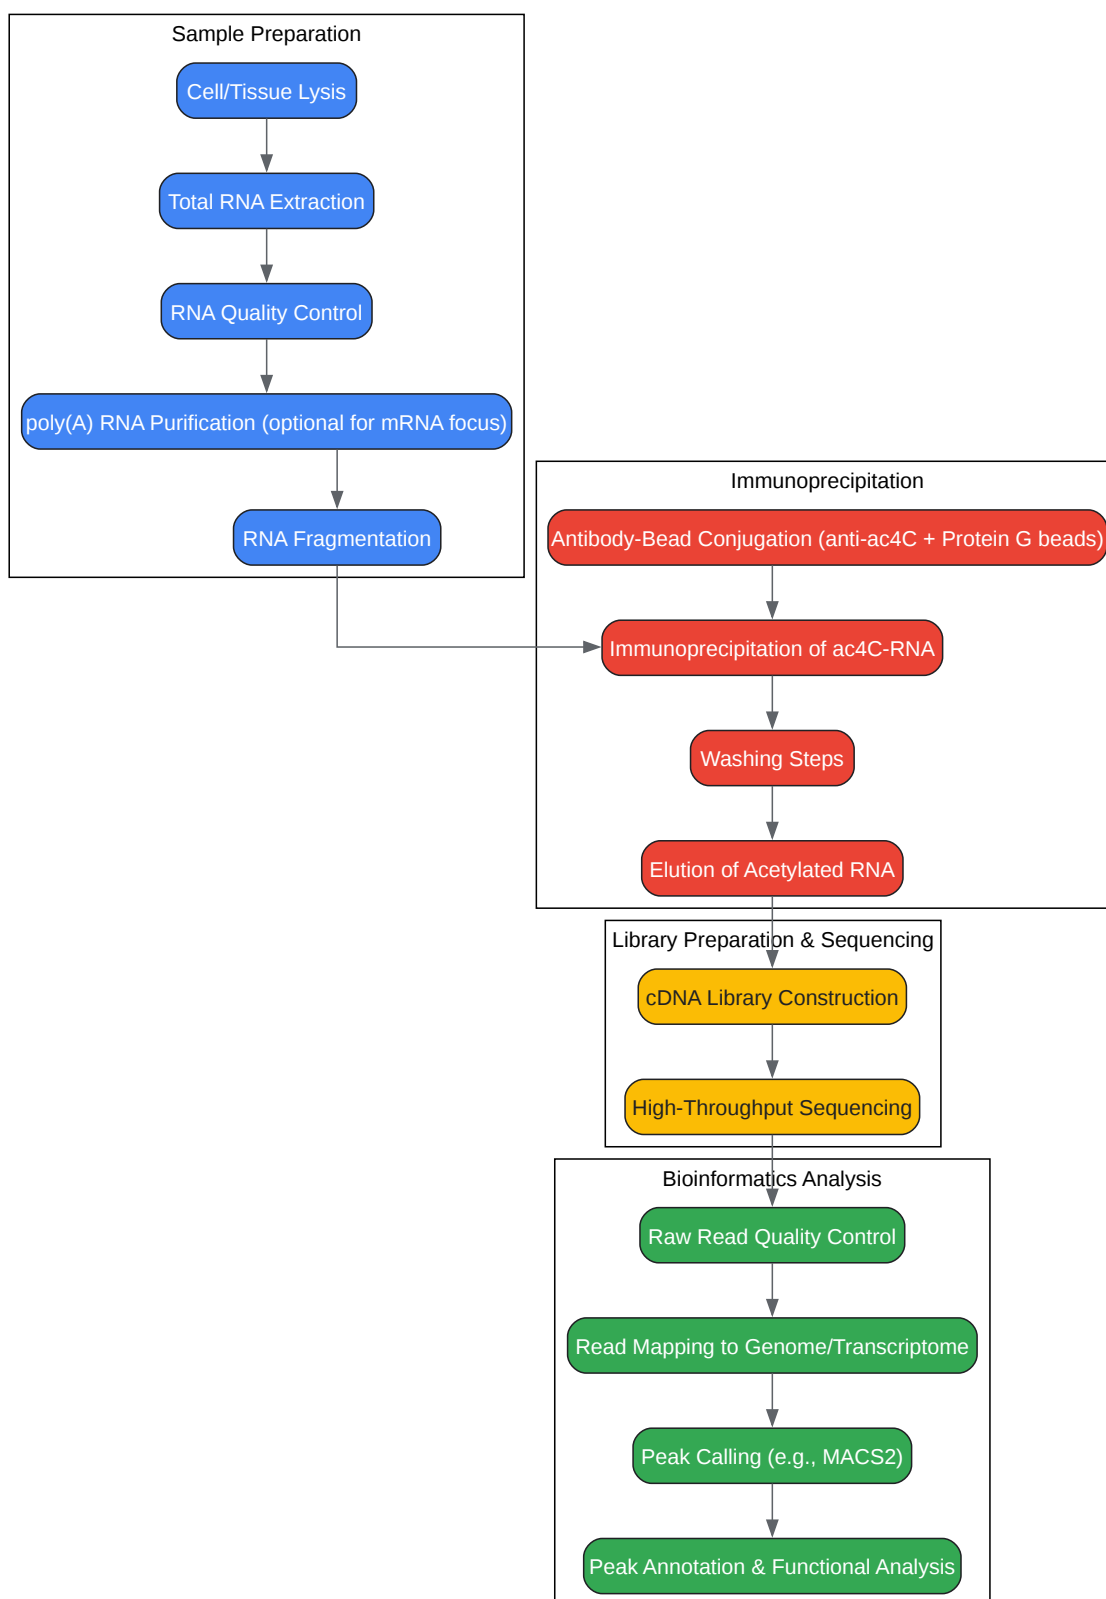 Sample Preparation
Cell/Tissue Lysis
Total RNA Extraction
RNA Quality Control
poly(A) RNA Purification (optional for mRNA focus)
RNA Fragmentation
Immunoprecipitation
Antibody-Bead Conjugation (anti-ac4C + Protein G beads)
Immunoprecipitation of ac4C-RNA
Washing Steps
Elution of Acetylated RNA
Library Preparation & Sequencing
cDNA Library Construction
High-Throughput Sequencing
Bioinformatics Analysis
Raw Read Quality Control
Read Mapping to Genome/Transcriptome
Peak Calling (e.g., MACS2)
Peak Annotation & Functional Analysis